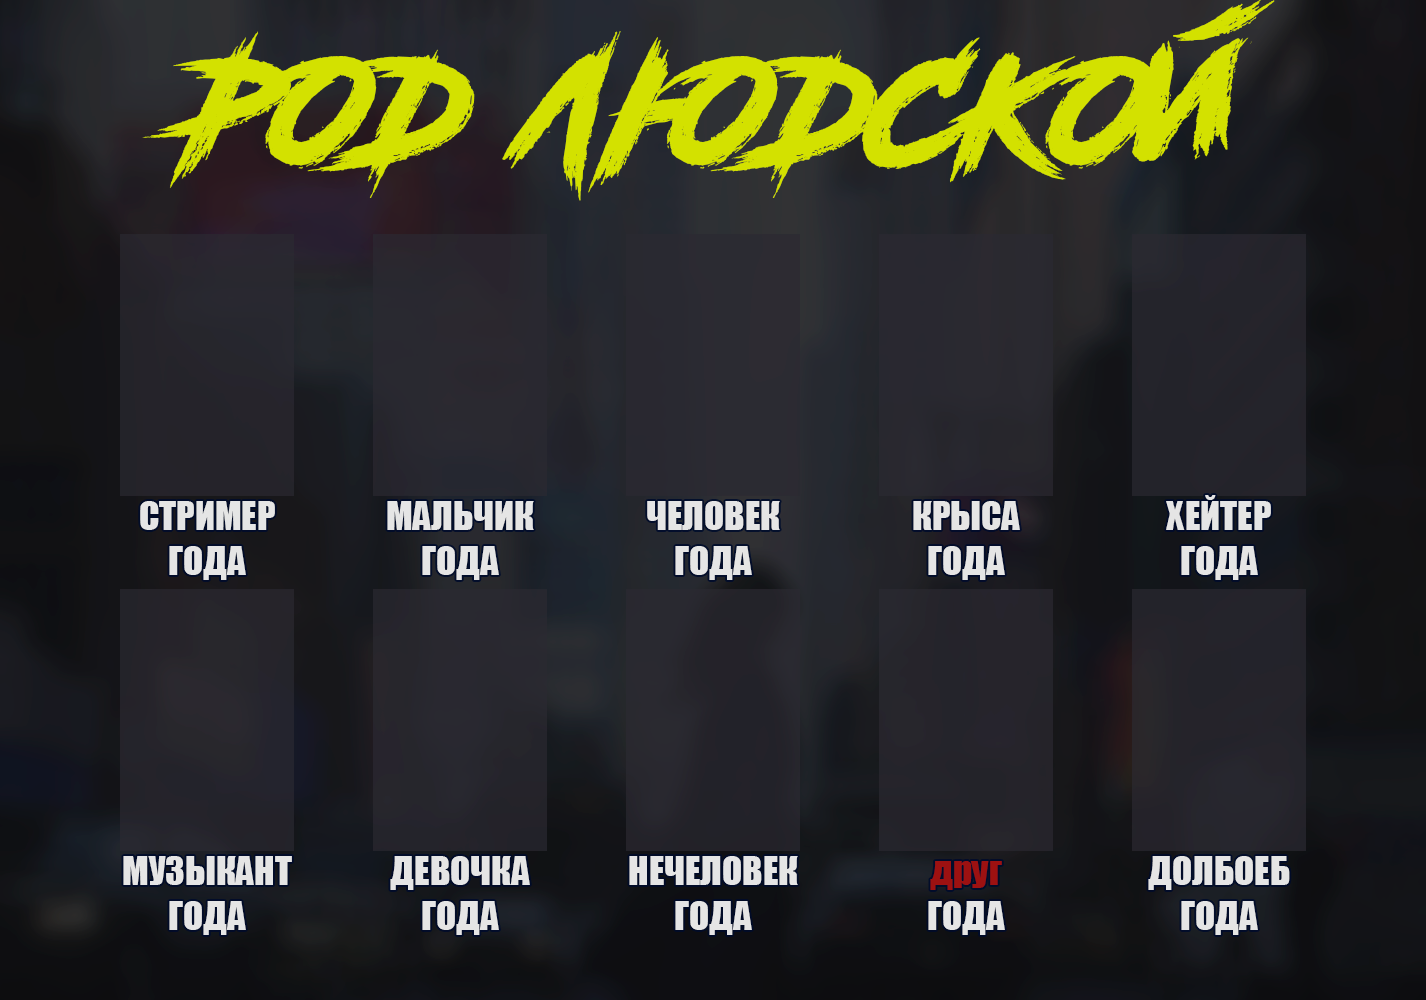 РОД ЛЮДСКОЙ
СТРИМЕР
ГОДА
МАЛЬЧИК
ГОДА
ЧЕЛОВЕК
ГОДА
КРЫСА
ГОДА
ХЕЙТЕР
ГОДА
МУЗЫКАНТ
ГОДА
ДЕВОЧКА
ГОДА
НЕЧЕЛОВЕК
ГОДА
друг
ГОДА
ДОЛБОЕБ
ГОДА